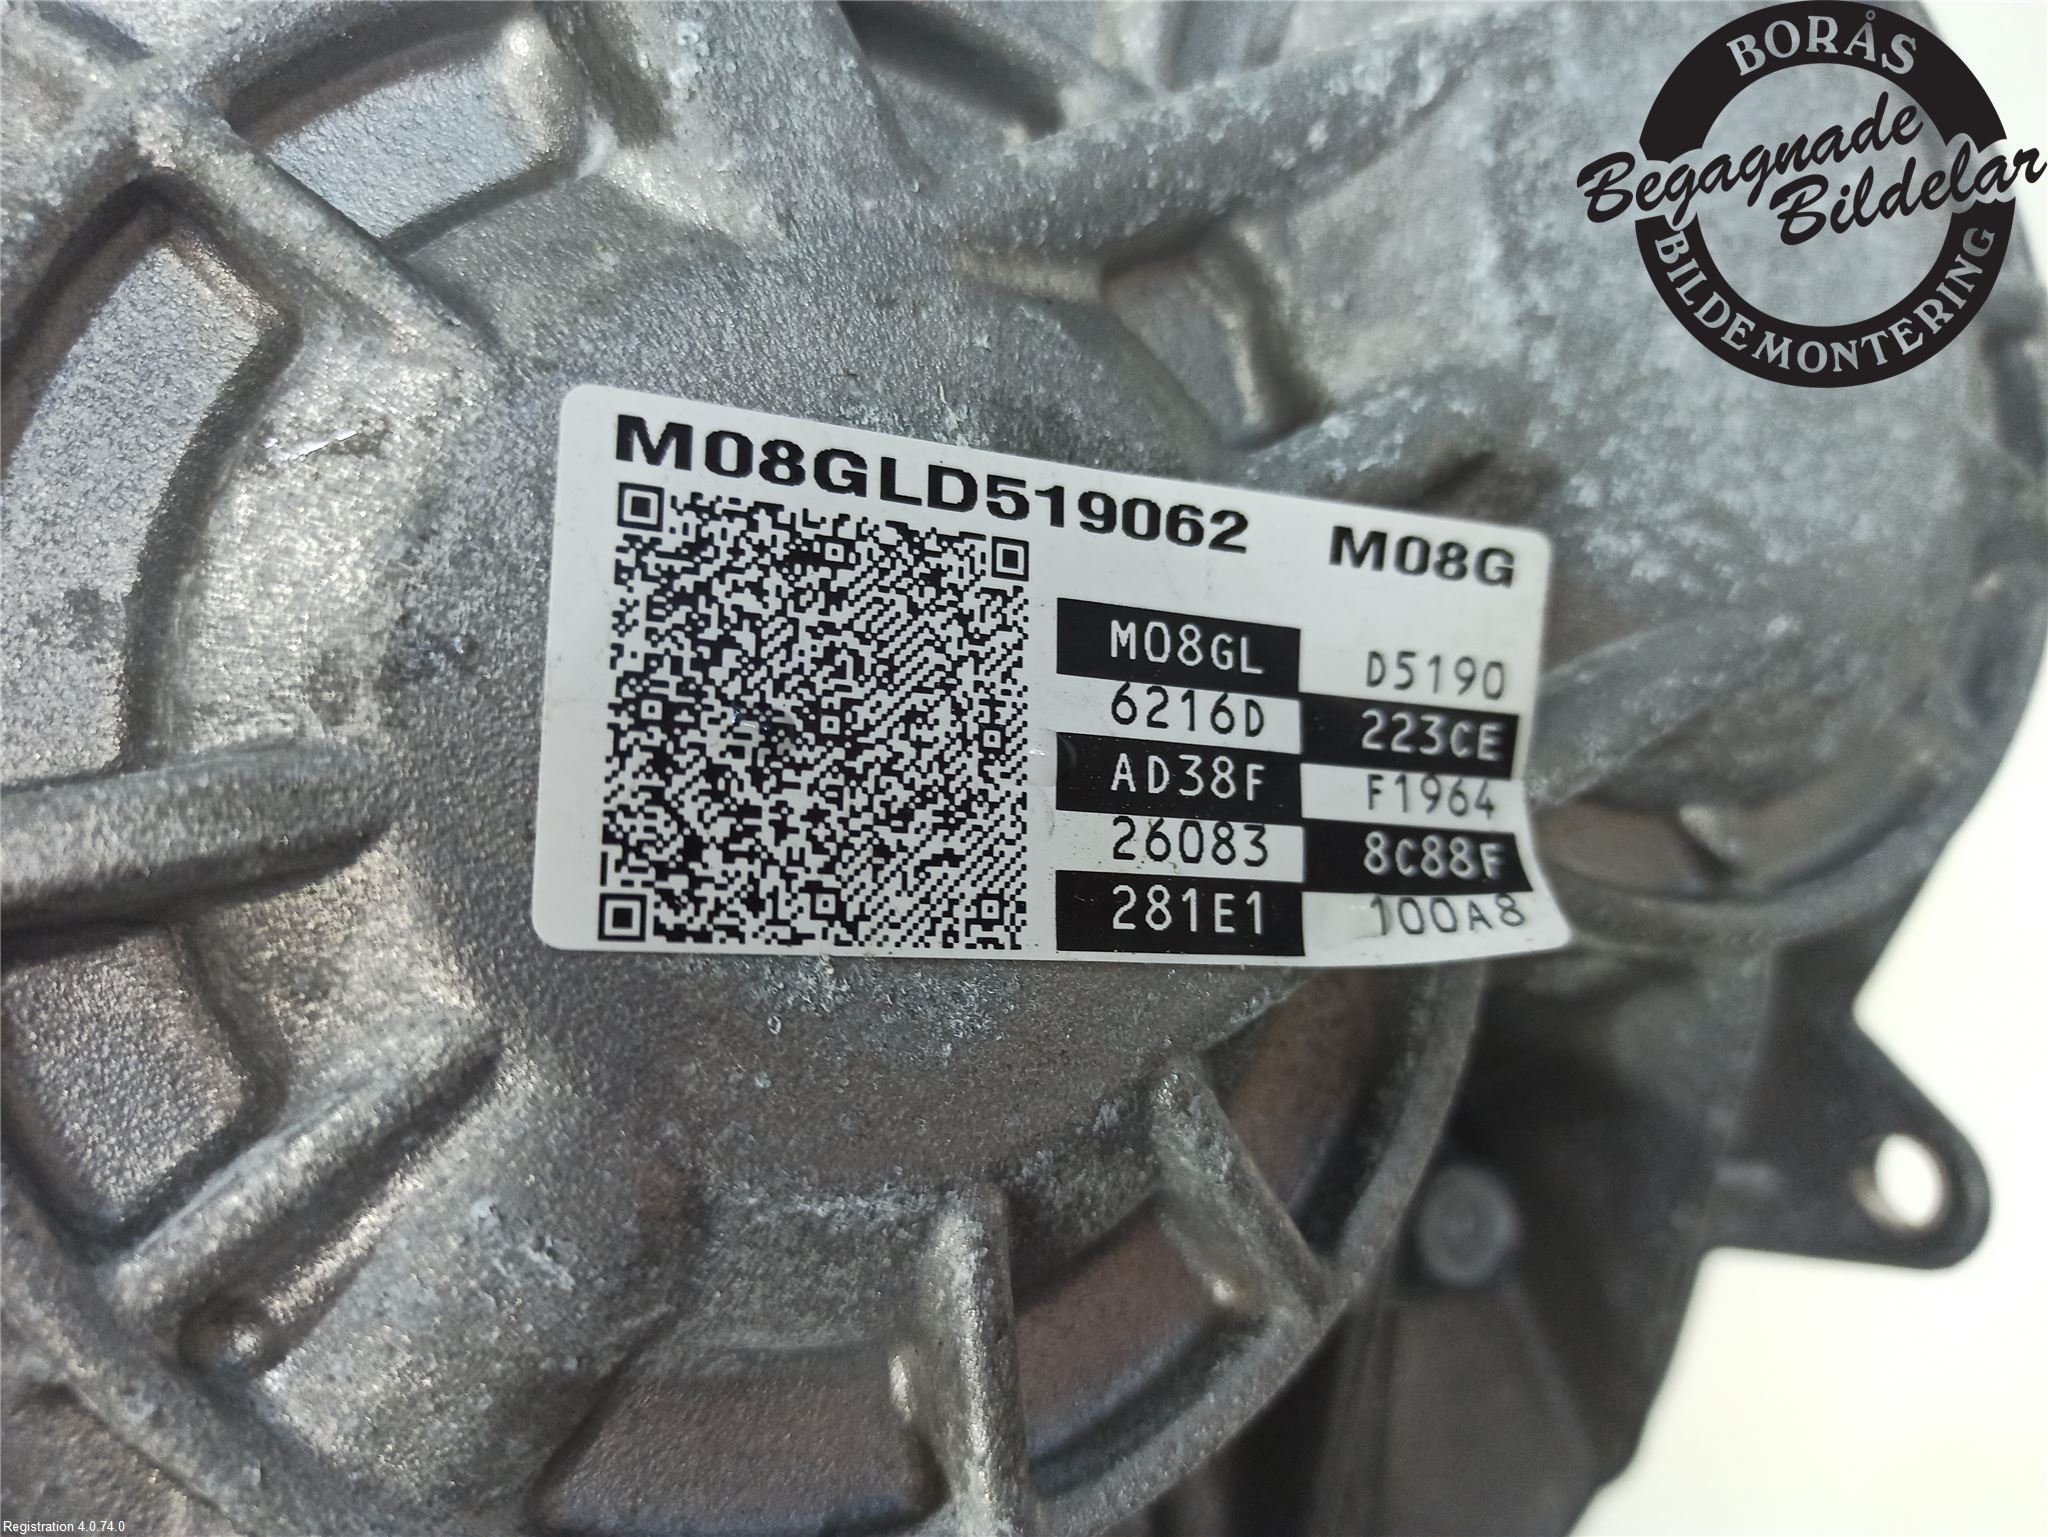 BORÅS
Begagnade
Bildelar
BILDEMONTERING
M08GLD519062 M08G
M08GL D5190
6216D 223CE
AD38F F1964
26083 8C88F
281E1 100A8
Registration 4.0.74.0